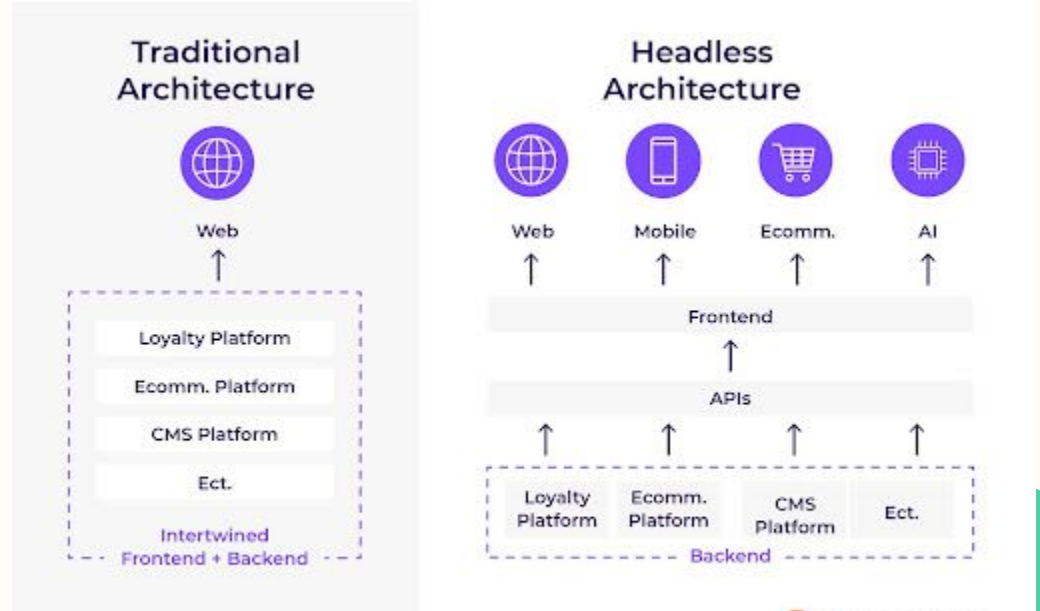 Traditional
Architecture
Web
Loyalty Platform
Ecomm. Platform
CMS Platform
Ect.
Intertwined
Frontend + Backend
Headless
Architecture
Web
Mobile
Ecomm.
AI
Frontend
APIs
Loyalty
Platform
Ecomm.
Platform
CMS
Platform
Ect.
Backend